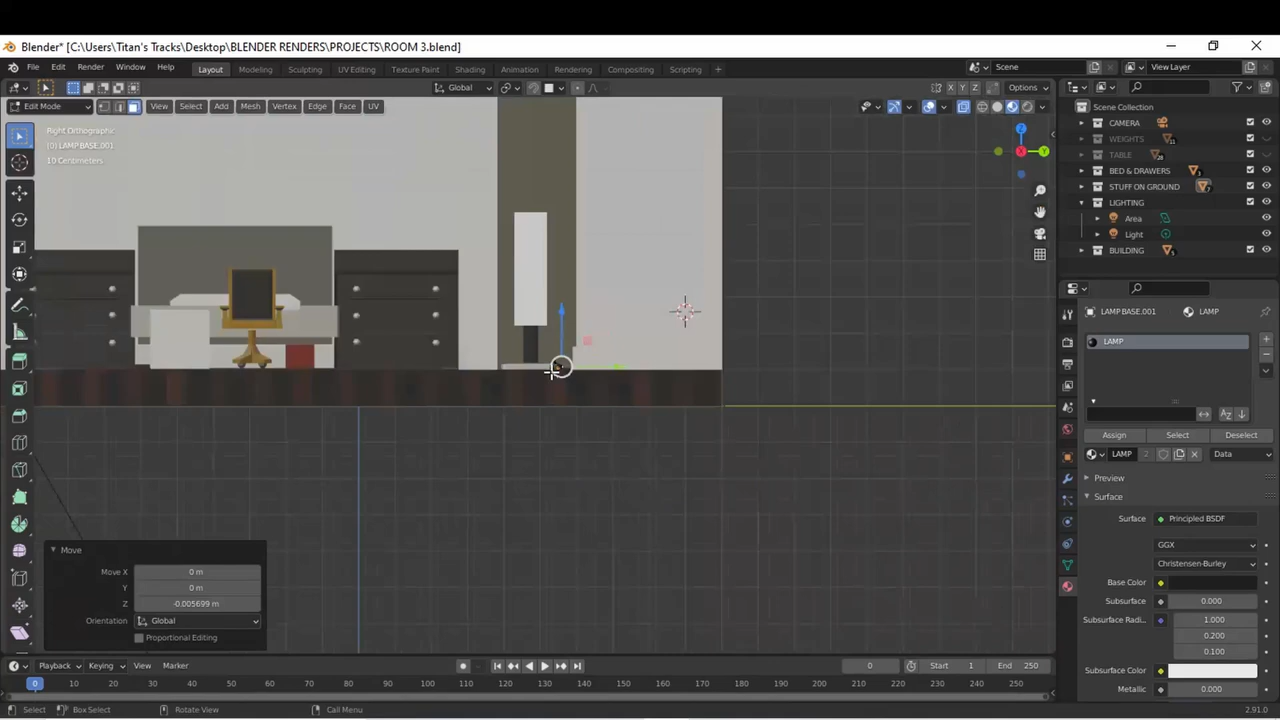 Blender* [C:\Users\Titan's Tracks\Desktop\BLENDER RENDERS\PROJECTS\ROOM 3.blend]
File Edit Render Window Help
Layout Modeling Sculpting UV Editing Texture Paint Shading Animation Rendering Compositing Scripting +
Scene
View Layer
Global
X Y Z
Options
Edit Mode
View Select Add Mesh Vertex Edge Face UV
Right Orthographic
(0) LAMP BASE.001
10 Centimeters
Z
X
Y
Scene Collection
CAMERA
WEIGHTS 11
TABLE 28
BED & DRAWERS 3
STUFF ON GROUND 7
LIGHTING
Area
Light
BUILDING 5
LAMP BASE.001 LAMP
LAMP
Assign Select Deselect
LAMP 2 Data
Preview
Surface
Surface Principled BSDF
GGX
Christensen-Burley
Base Color
Subsurface 0.000
Subsurface Radi... 1.000
0.200
0.100
Subsurface Color
Metallic 0.000
Move
Move X 0 m
Y 0 m
Z -0.005699 m
Orientation Global
Proportional Editing
Playback Keying View Marker
0 Start 1 End 250
0 10 20 30 40 50 60 70 80 90 100 110 120 130 140 150 160 170 180 190 200 210 220 230 240 250
Select Box Select Rotate View Call Menu
2.91.0